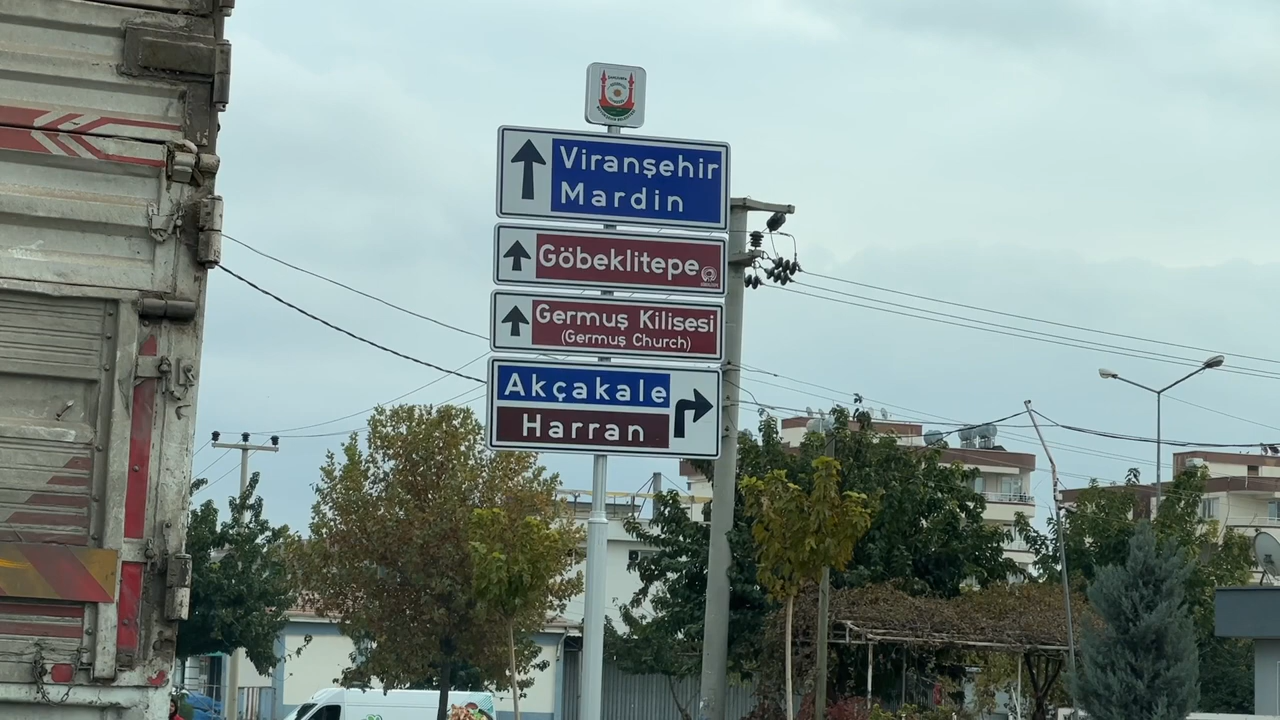 Viranşehir
Mardin
Göbeklitepe
Germuş Kilisesi
(Germuş Church)
Akçakale
Harran